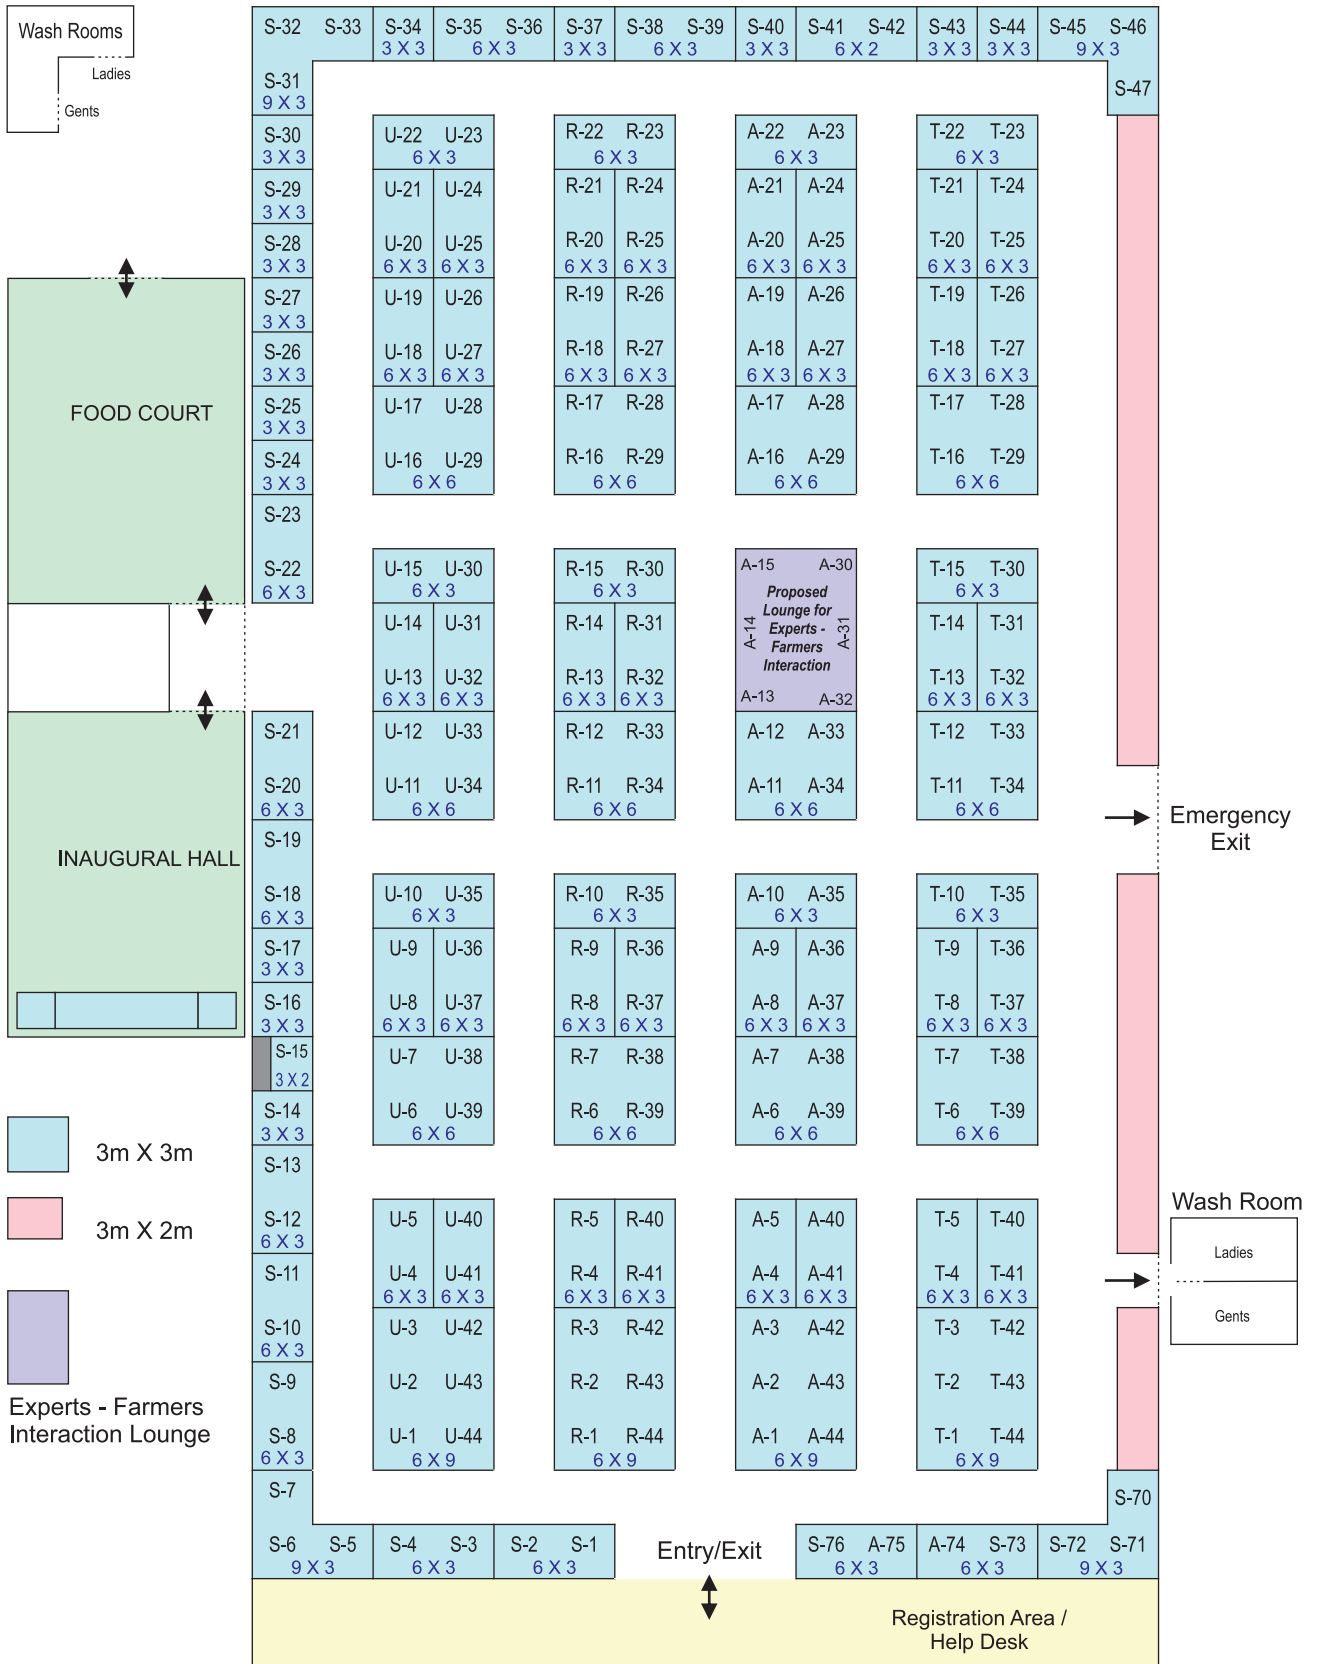 Wash Rooms
Ladies
Gents
S-32 S-33 S-34 S-35 S-36 S-37 S-38 S-39 S-40 S-41 S-42 S-43 S-44 S-45 S-46
3 X 3 6 X 3 3 X 3 6 X 3 3 X 3 6 X 2 3 X 3 3 X 3 9 X 3
S-31
9 X 3
S-47
S-30 U-22 U-23 R-22 R-23 A-22 A-23 T-22 T-23
3 X 3 6 X 3 6 X 3 6 X 3 6 X 3
S-29 U-21 U-24 R-21 R-24 A-21 A-24 T-21 T-24
3 X 3
S-28 U-20 U-25 R-20 R-25 A-20 A-25 T-20 T-25
3 X 3 6 X 3 6 X 3 6 X 3 6 X 3 6 X 3 6 X 3 6 X 3 6 X 3
S-27 U-19 U-26 R-19 R-26 A-19 A-26 T-19 T-26
3 X 3
S-26 U-18 U-27 R-18 R-27 A-18 A-27 T-18 T-27
3 X 3 6 X 3 6 X 3 6 X 3 6 X 3 6 X 3 6 X 3 6 X 3 6 X 3
FOOD COURT
S-25 U-17 U-28 R-17 R-28 A-17 A-28 T-17 T-28
3 X 3
S-24 U-16 U-29 R-16 R-29 A-16 A-29 T-16 T-29
3 X 3 6 X 6 6 X 6 6 X 6 6 X 6
S-23
S-22 U-15 U-30 R-15 R-30 A-15 A-30 T-15 T-30
6 X 3 6 X 3 6 X 3 6 X 3
Proposed
Lounge for
Experts -
Farmers
Interaction
U-14 U-31 R-14 R-31 A-14 A-31 T-14 T-31
U-13 U-32 R-13 R-32 A-13 A-32 T-13 T-32
6 X 3 6 X 3 6 X 3 6 X 3 6 X 3 6 X 3
S-21 U-12 U-33 R-12 R-33 A-12 A-33 T-12 T-33
S-20 U-11 U-34 R-11 R-34 A-11 A-34 T-11 T-34
6 X 3 6 X 6 6 X 6 6 X 6 6 X 6
Emergency
Exit
S-19
INAUGURAL HALL
S-18 U-10 U-35 R-10 R-35 A-10 A-35 T-10 T-35
6 X 3 6 X 3 6 X 3 6 X 3 6 X 3
S-17 U-9 U-36 R-9 R-36 A-9 A-36 T-9 T-36
3 X 3
S-16 U-8 U-37 R-8 R-37 A-8 A-37 T-8 T-37
3 X 3 6 X 3 6 X 3 6 X 3 6 X 3 6 X 3 6 X 3 6 X 3 6 X 3
S-15 U-7 U-38 R-7 R-38 A-7 A-38 T-7 T-38
3 X 2
S-14 U-6 U-39 R-6 R-39 A-6 A-39 T-6 T-39
3 X 3 6 X 6 6 X 6 6 X 6 6 X 6
3m X 3m
S-13
S-12 U-5 U-40 R-5 R-40 A-5 A-40 T-5 T-40
6 X 3
3m X 2m
Wash Room
Ladies
Gents
S-11 U-4 U-41 R-4 R-41 A-4 A-41 T-4 T-41
6 X 3 6 X 3 6 X 3 6 X 3 6 X 3 6 X 3 6 X 3 6 X 3
S-10 U-3 U-42 R-3 R-42 A-3 A-42 T-3 T-42
6 X 3
S-9 U-2 U-43 R-2 R-43 A-2 A-43 T-2 T-43
Experts - Farmers
Interaction Lounge
S-8 U-1 U-44 R-1 R-44 A-1 A-44 T-1 T-44
6 X 3 6 X 9 6 X 9 6 X 9 6 X 9
S-7
S-70
S-6 S-5 S-4 S-3 S-2 S-1 Entry/Exit S-76 A-75 A-74 S-73 S-72 S-71
9 X 3 6 X 3 6 X 3 6 X 3 6 X 3 9 X 3
Registration Area /
Help Desk